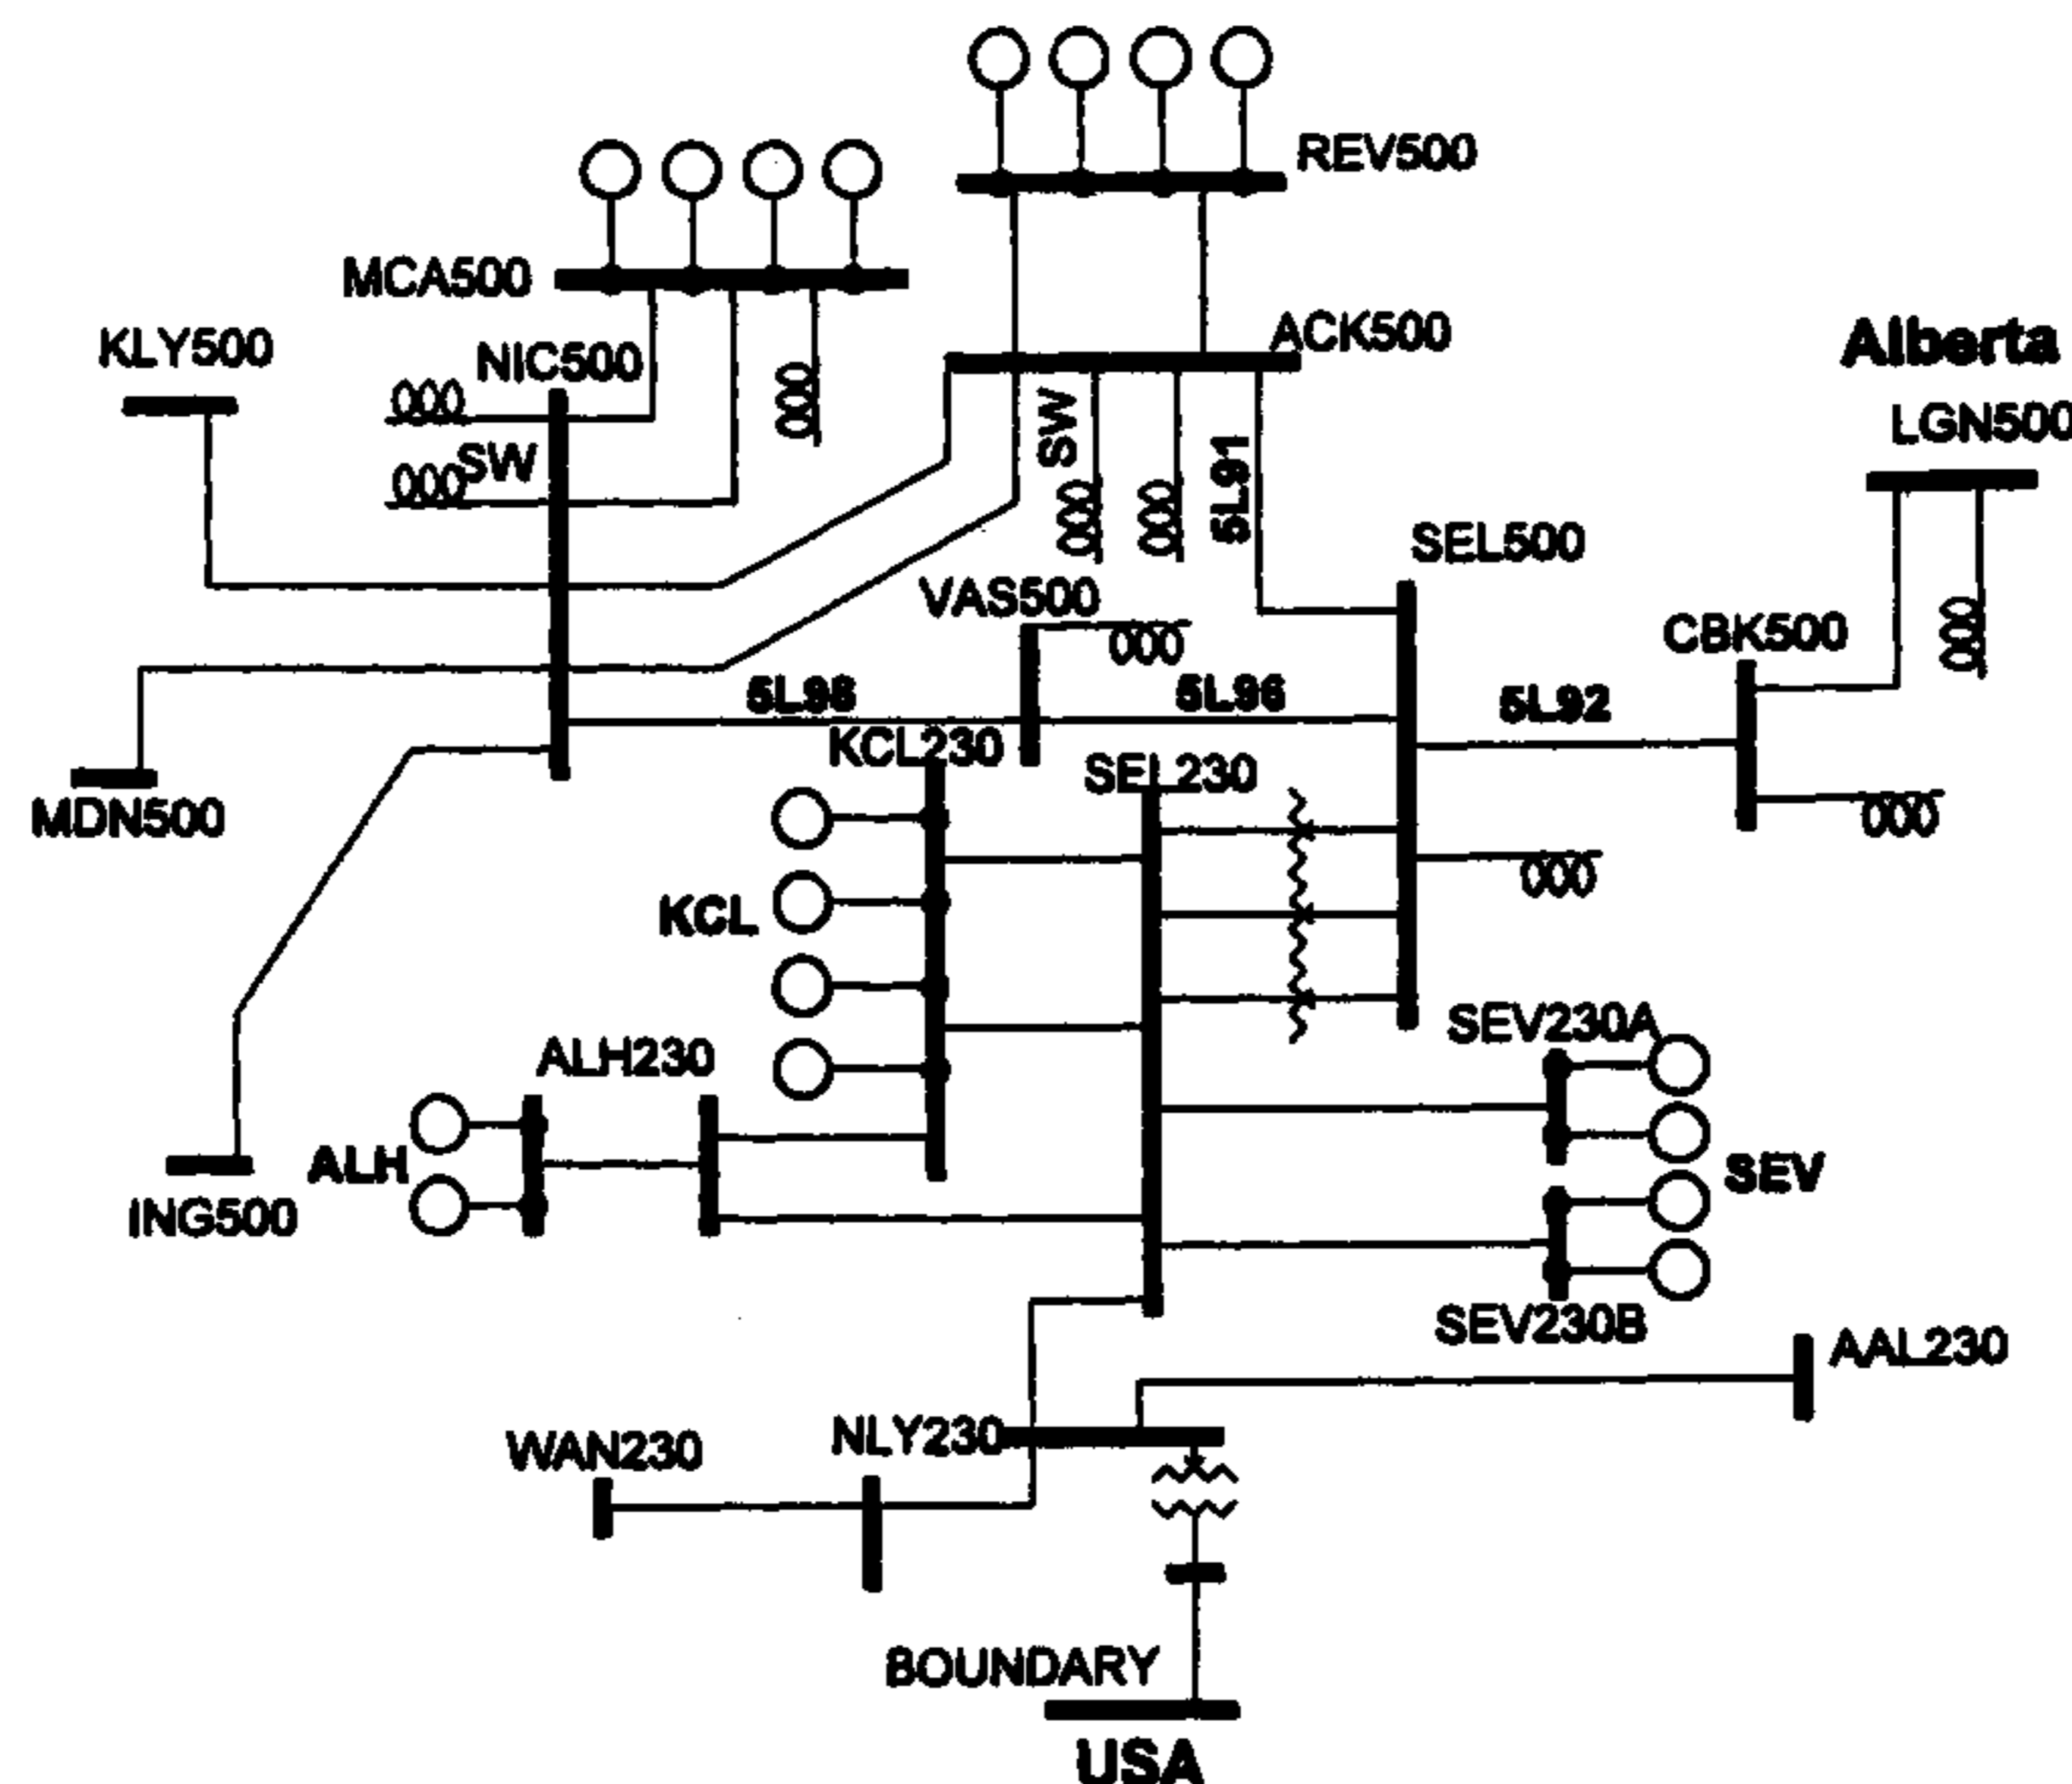 REV500
MCA500
KLY500
NIC500
ACK500
Alberta
LGN500
SW
SW
5L91
SEL500
VAS500
CBK500
5L98
5L96
5L92
KCL230
SEL230
MDN500
KCL
SEV230A
ALH230
ALH
SEV
ING500
SEV230B
AAL230
WAN230
NLY230
BOUNDARY
USA